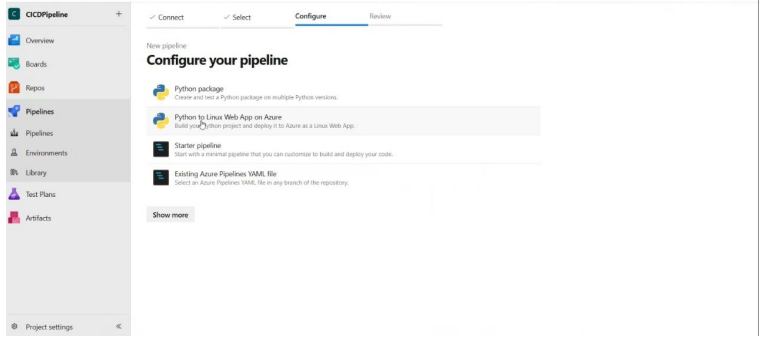 C CICDPipeline +
Overview
Boards
Repos
Pipelines
Pipelines
Environments
Library
Test Plans
Artifacts
Project settings «
✓ Connect ✓ Select Configure Review
New pipeline
Configure your pipeline
Python package
Create and test a Python package on multiple Python versions.
Python to Linux Web App on Azure
Build your Python project and deploy it to Azure as a Linux Web App.
Starter pipeline
Start with a minimal pipeline that you can customize to build and deploy your code.
Existing Azure Pipelines YAML file
Select an Azure Pipelines YAML file in any branch of the repository.
Show more